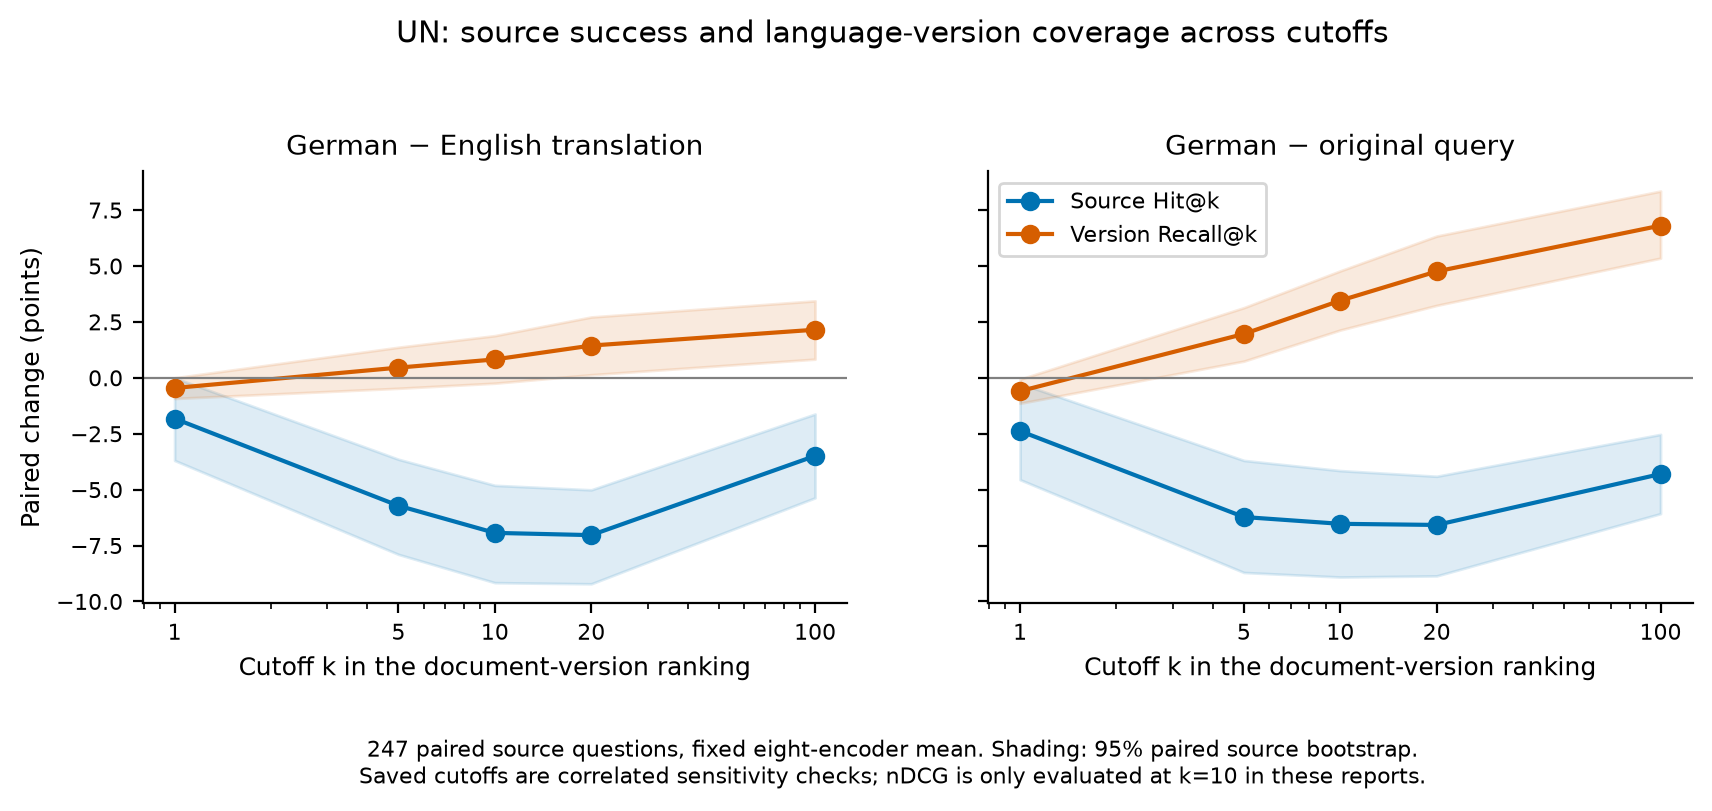 UN: source success and language-version coverage across cutoffs
German − English translation
German − original query
Paired change (points)
7.5
5.0
2.5
0.0
−2.5
−5.0
−7.5
−10.0
Source Hit@k
Version Recall@k
1 5 10 20 100
1 5 10 20 100
Cutoff k in the document-version ranking
Cutoff k in the document-version ranking
247 paired source questions, fixed eight-encoder mean. Shading: 95% paired source bootstrap.
Saved cutoffs are correlated sensitivity checks; nDCG is only evaluated at k=10 in these reports.